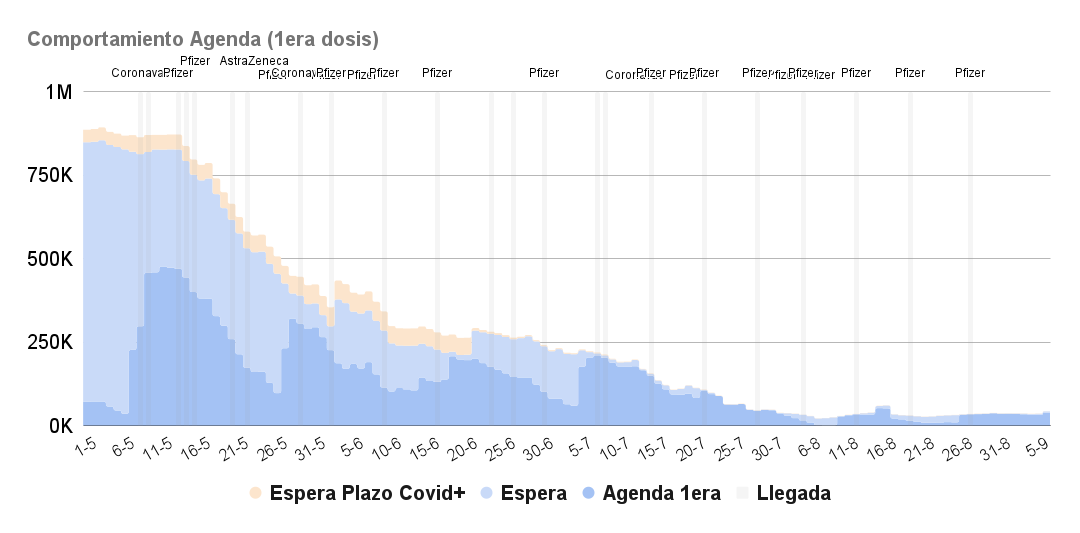 Comportamiento Agenda (1era dosis)
Pfizer AstraZeneca
Pfizer Pfizer Pfizer Pfizer Pfizer Pfizer Pfizer Pfizer Pfizer Pfizer Pfizer Pfizer
1M
750K
500K
250K
0K
1-5 6-5 11-5 16-5 21-5 26-5 31-5 5-6 10-6 15-6 20-6 25-6 30-6 5-7 10-7 15-7 20-7 25-7 30-7 6-8 11-8 16-8 21-8 26-8 31-8 5-9
Espera Plazo Covid+ Espera Agenda 1era Llegada